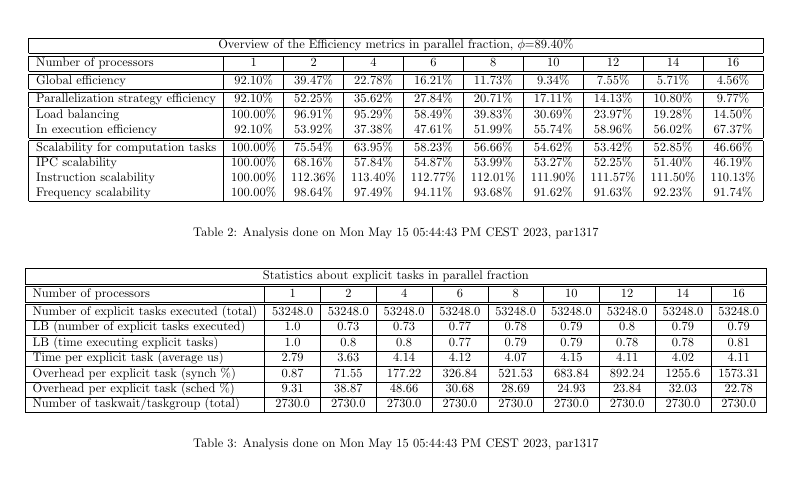 Overview of the Efficiency metrics in parallel fraction, ϕ=89.40%
Number of processors 1 2 4 6 8 10 12 14 16
Global efficiency 92.10% 39.47% 22.78% 16.21% 11.73% 9.34% 7.55% 5.71% 4.56%
Parallelization strategy efficiency 92.10% 52.25% 35.62% 27.84% 20.71% 17.11% 14.13% 10.80% 9.77%
Load balancing 100.00% 96.91% 95.29% 58.49% 39.83% 30.69% 23.97% 19.28% 14.50%
In execution efficiency 92.10% 53.92% 37.38% 47.61% 51.99% 55.74% 58.96% 56.02% 67.37%
Scalability for computation tasks 100.00% 75.54% 63.95% 58.23% 56.66% 54.62% 53.42% 52.85% 46.66%
IPC scalability 100.00% 68.16% 57.84% 54.87% 53.99% 53.27% 52.25% 51.40% 46.19%
Instruction scalability 100.00% 112.36% 113.40% 112.77% 112.01% 111.90% 111.57% 111.50% 110.13%
Frequency scalability 100.00% 98.64% 97.49% 94.11% 93.68% 91.62% 91.63% 92.23% 91.74%
Table 2: Analysis done on Mon May 15 05:44:43 PM CEST 2023, par1317
Statistics about explicit tasks in parallel fraction
Number of processors 1 2 4 6 8 10 12 14 16
Number of explicit tasks executed (total) 53248.0 53248.0 53248.0 53248.0 53248.0 53248.0 53248.0 53248.0 53248.0
LB (number of explicit tasks executed) 1.0 0.73 0.73 0.77 0.78 0.79 0.8 0.79 0.79
LB (time executing explicit tasks) 1.0 0.8 0.8 0.77 0.79 0.79 0.78 0.78 0.81
Time per explicit task (average us) 2.79 3.63 4.14 4.12 4.07 4.15 4.11 4.02 4.11
Overhead per explicit task (synch %) 0.87 71.55 177.22 326.84 521.53 683.84 892.24 1255.6 1573.31
Overhead per explicit task (sched %) 9.31 38.87 48.66 30.68 28.69 24.93 23.84 32.03 22.78
Number of taskwait/taskgroup (total) 2730.0 2730.0 2730.0 2730.0 2730.0 2730.0 2730.0 2730.0 2730.0
Table 3: Analysis done on Mon May 15 05:44:43 PM CEST 2023, par1317